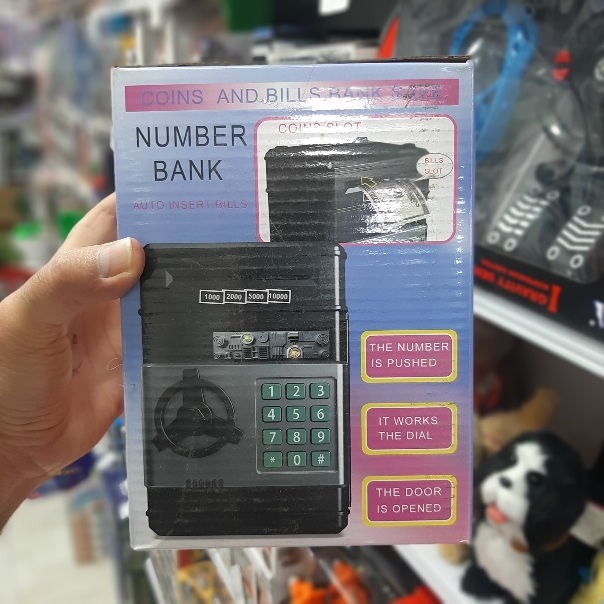 COINS AND BILLS BANK SAFE
NUMBER
BANK
AUTO INSERT BILLS
COINS SLOT
BILLS
SLOT
1000 2000 5000 10000
1 2 3
4 5 6
7 8 9
* 0 #
THE NUMBER
IS PUSHED
IT WORKS
THE DIAL
THE DOOR
IS OPENED
GRAVITY